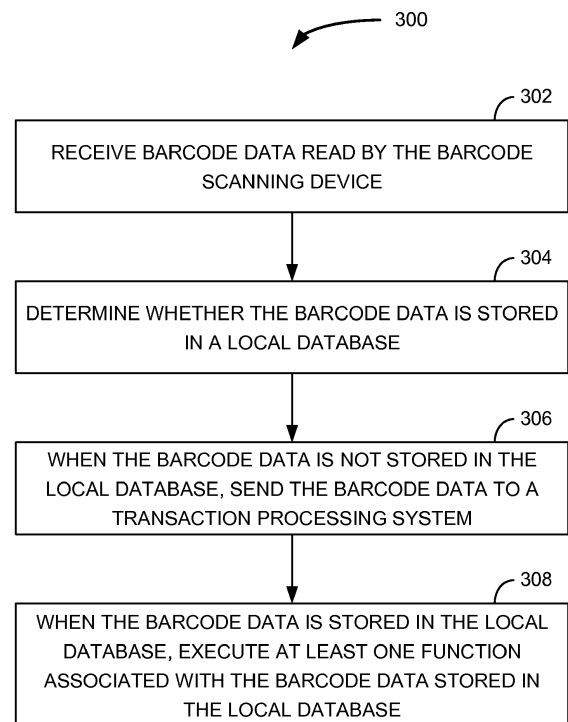 300
302
RECEIVE BARCODE DATA READ BY THE BARCODE
SCANNING DEVICE
304
DETERMINE WHETHER THE BARCODE DATA IS STORED
IN A LOCAL DATABASE
306
WHEN THE BARCODE DATA IS NOT STORED IN THE
LOCAL DATABASE, SEND THE BARCODE DATA TO A
TRANSACTION PROCESSING SYSTEM
308
WHEN THE BARCODE DATA IS STORED IN THE LOCAL
DATABASE, EXECUTE AT LEAST ONE FUNCTION
ASSOCIATED WITH THE BARCODE DATA STORED IN
THE LOCAL DATABASE